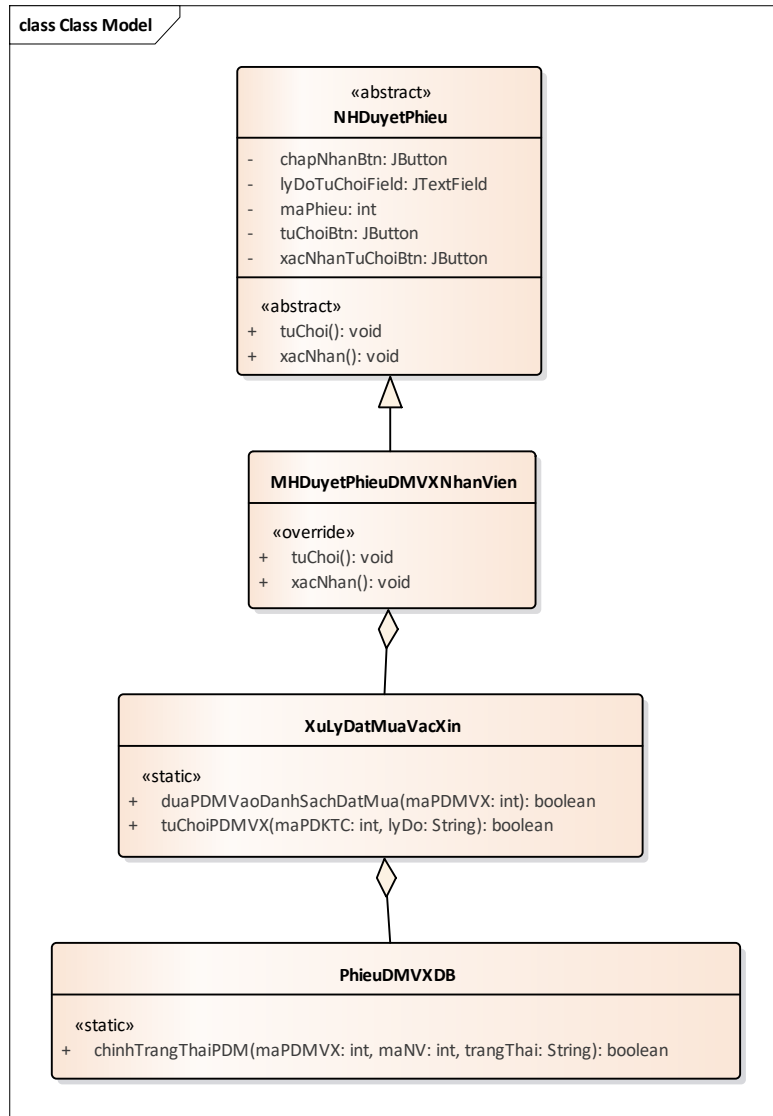 class Class Model
«abstract»
NHDuyetPhieu
- chapNhanBtn: JButton
- lyDoTuChoiField: JTextField
- maPhieu: int
- tuChoiBtn: JButton
- xacNhanTuChoiBtn: JButton
«abstract»
+ tuChoi(): void
+ xacNhan(): void
MHDuyetPhieuDMVXNhanVien
«override»
+ tuChoi(): void
+ xacNhan(): void
XuLyDatMuaVacXin
«static»
+ duaPDMVaoDanhSachDatMua(maPDMVX: int): boolean
+ tuChoiPDMVX(maPDKTC: int, lyDo: String): boolean
PhieuDMVXDB
«static»
+ chinhTrangThaiPDM(maPDMVX: int, maNV: int, trangThai: String): boolean